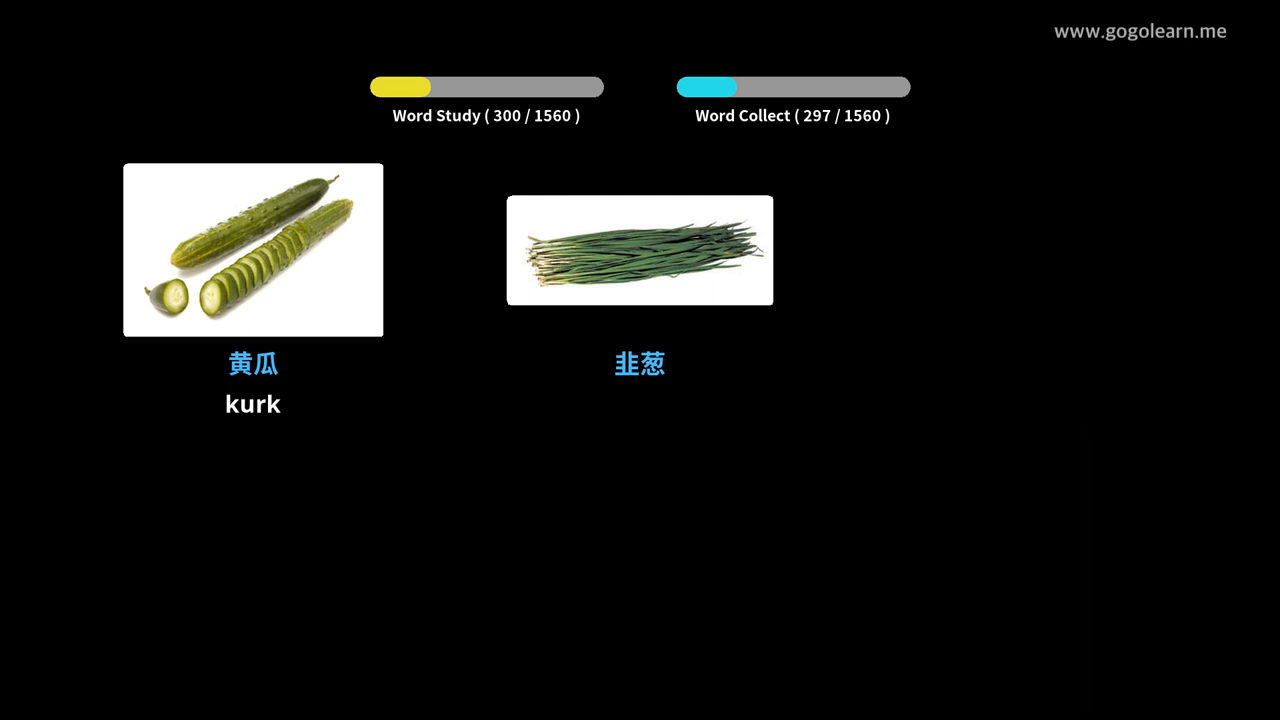 www.gogolearn.me
Word Study ( 300 / 1560 )
Word Collect ( 297 / 1560 )
黄瓜
韭葱
kurk